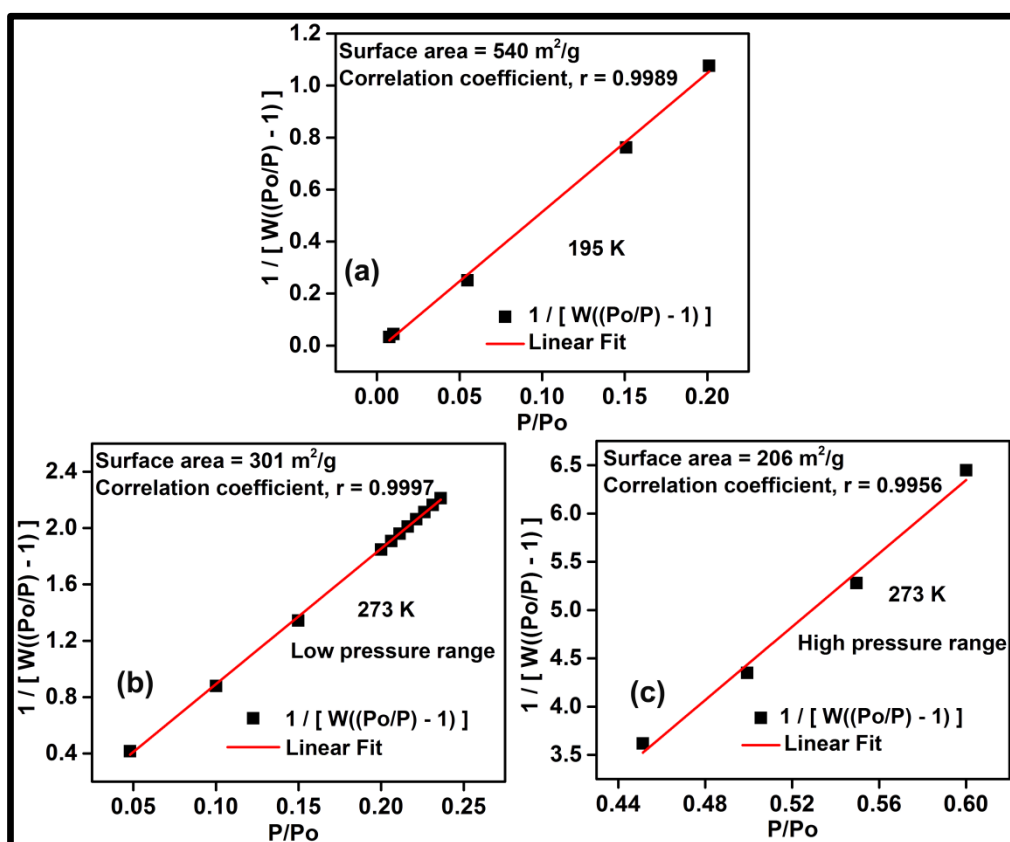 Surface area = 540 m²/g
Correlation coefficient, r = 0.9989
1.2
1.0
0.8
0.6
0.4
0.2
0.0
1 / [ W((Po/P) - 1) ]
(a)
195 K
1 / [ W((Po/P) - 1) ]
Linear Fit
0.00 0.05 0.10 0.15 0.20
P/Po
Surface area = 301 m²/g
Correlation coefficient, r = 0.9997
2.4
2.0
1.6
1.2
0.8
0.4
1 / [ W((Po/P) - 1) ]
273 K
Low pressure range
(b)
1 / [ W((Po/P) - 1) ]
Linear Fit
0.05 0.10 0.15 0.20 0.25
P/Po
Surface area = 206 m²/g
Correlation coefficient, r = 0.9956
6.5
6.0
5.5
5.0
4.5
4.0
3.5
1 / [ W((Po/P) - 1) ]
273 K
High pressure range
(c)
1 / [ W((Po/P) - 1) ]
Linear Fit
0.44 0.48 0.52 0.56 0.60
P/Po